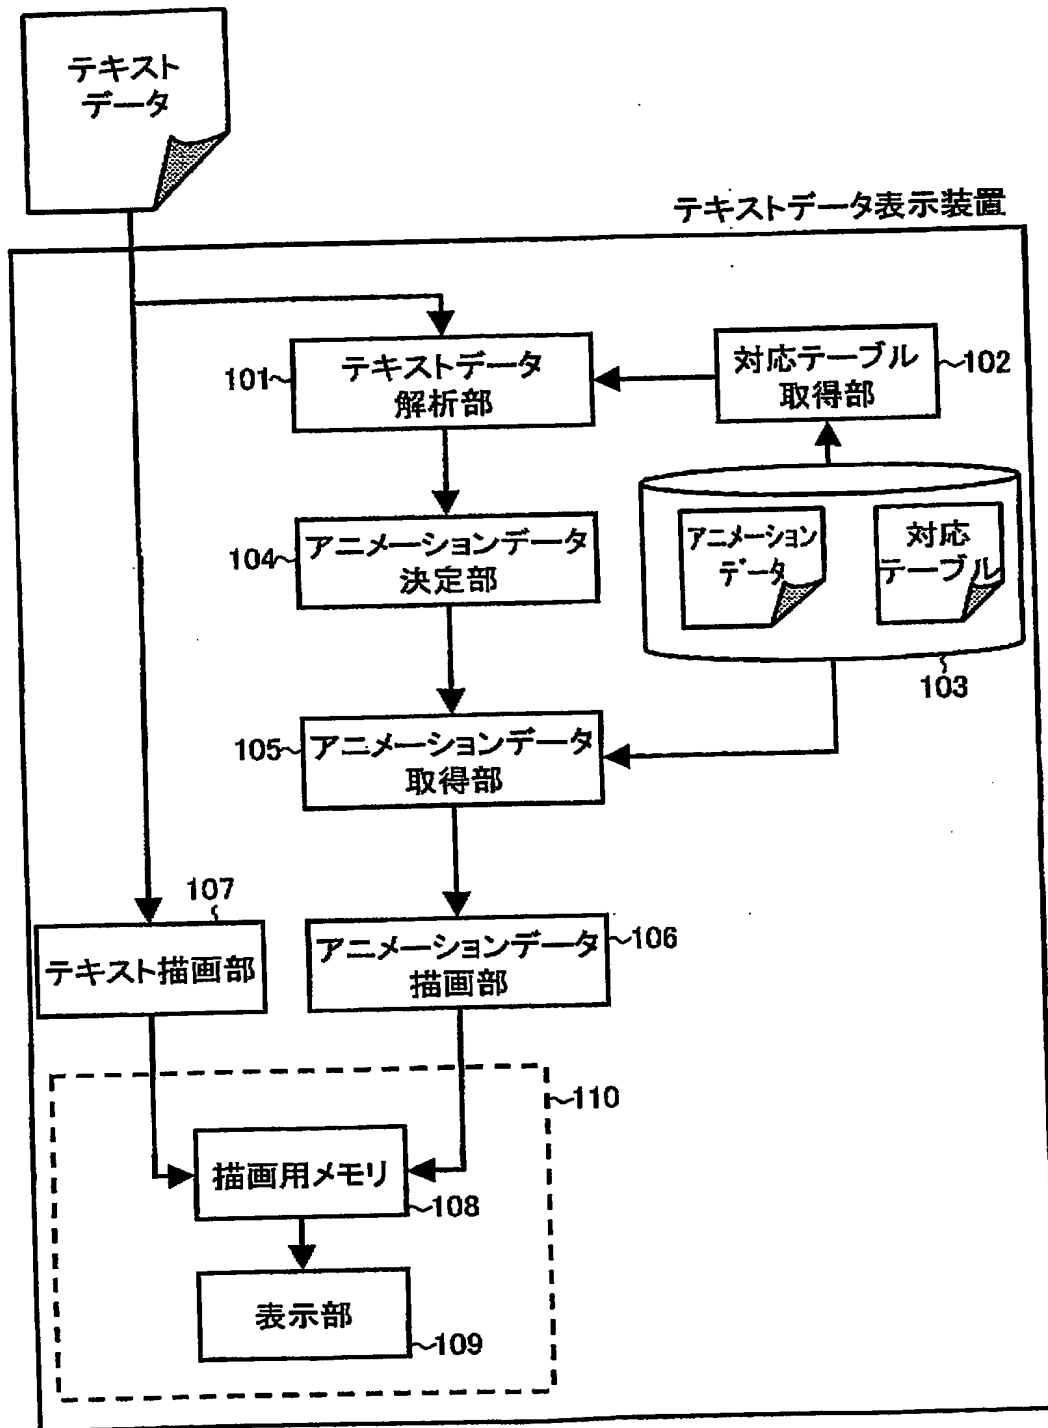 テキスト
データ
テキストデータ表示装置
101
テキストデータ
解析部
対応テーブル
取得部
102
104
アニメーションデータ
決定部
アニメーション
データ
対応
テーブル
103
105
アニメーションデータ
取得部
107
テキスト描画部
アニメーションデータ
描画部
106
110
描画用メモリ
108
表示部
109